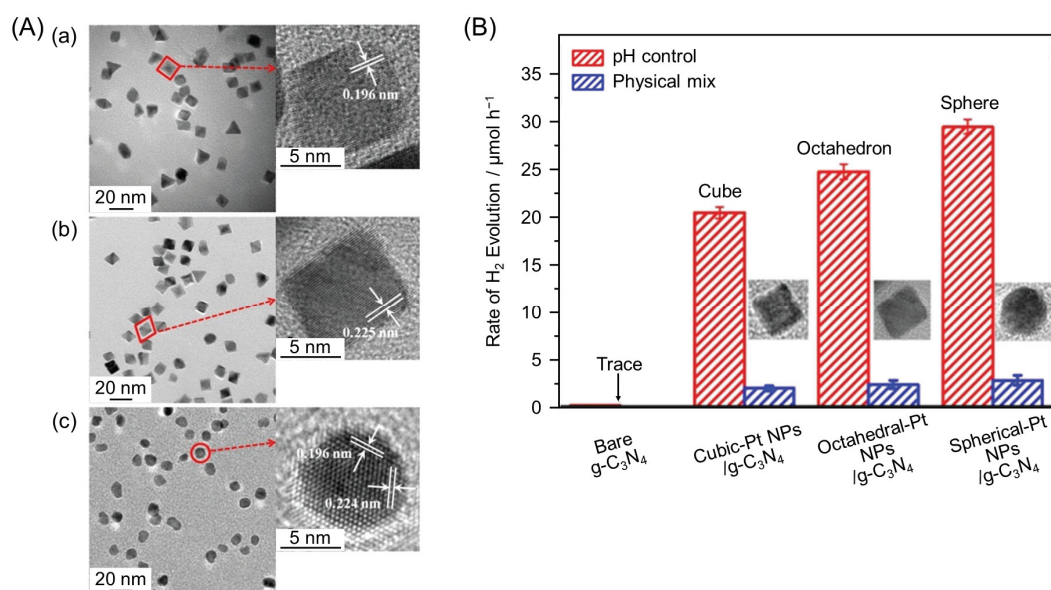 (A)
(a)
0.196 nm
5 nm
20 nm
(b)
0.225 nm
5 nm
20 nm
(c)
0.196 nm
0.224 nm
5 nm
20 nm
(B)
Rate of H₂ Evolution / μmol h⁻¹
35
30
25
20
15
10
5
0
pH control
Physical mix
Sphere
Octahedron
Cube
Trace
Bare
g-C₃N₄
Cubic-Pt NPs
/g-C₃N₄
Octahedral-Pt
NPs
/g-C₃N₄
Spherical-Pt
NPs
/g-C₃N₄